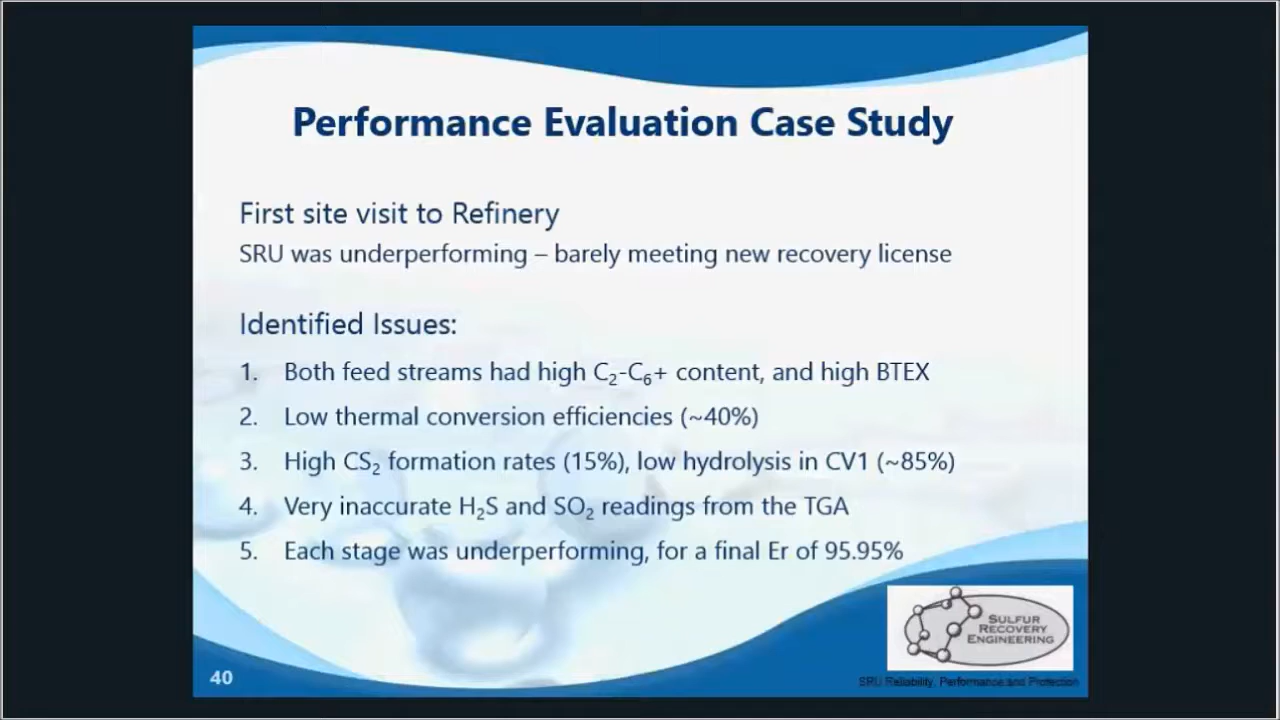 Performance Evaluation Case Study
First site visit to Refinery
SRU was underperforming – barely meeting new recovery license
Identified Issues:
1. Both feed streams had high C₂-C₆+ content, and high BTEX
2. Low thermal conversion efficiencies (~40%)
3. High CS₂ formation rates (15%), low hydrolysis in CV1 (~85%)
4. Very inaccurate H₂S and SO₂ readings from the TGA
5. Each stage was underperforming, for a final Er of 95.95%
SULFUR
RECOVERY
ENGINEERING
40
SRU Reliability, Performance and Protection